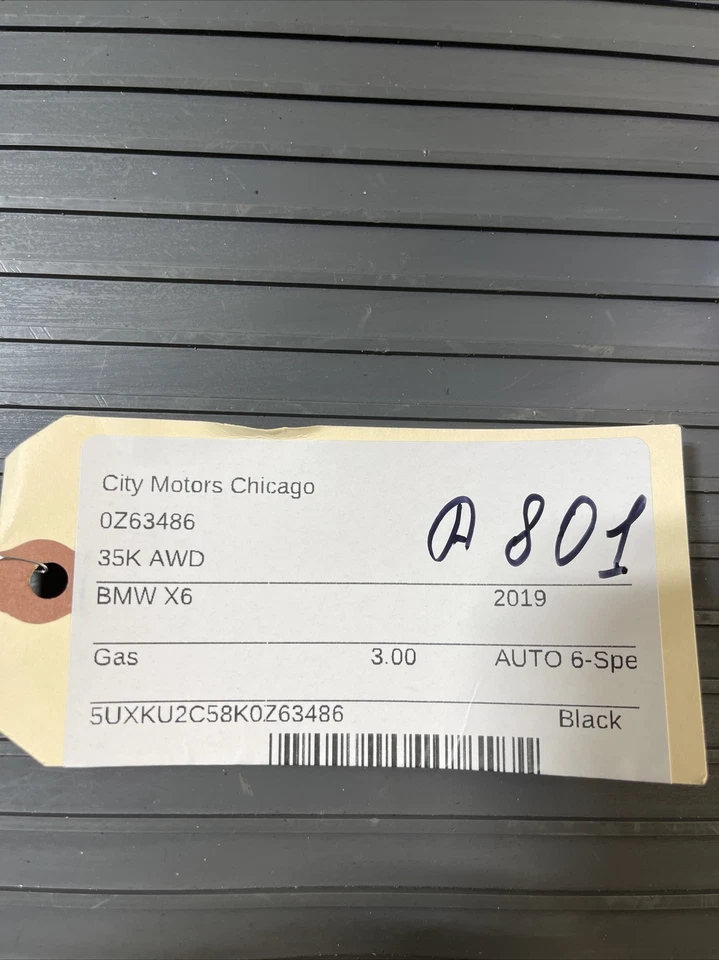 City Motors Chicago
0Z63486
A 801
35K AWD
BMW X6 2019
Gas 3.00 AUTO 6-Spe
5UXKU2C58K0Z63486 Black